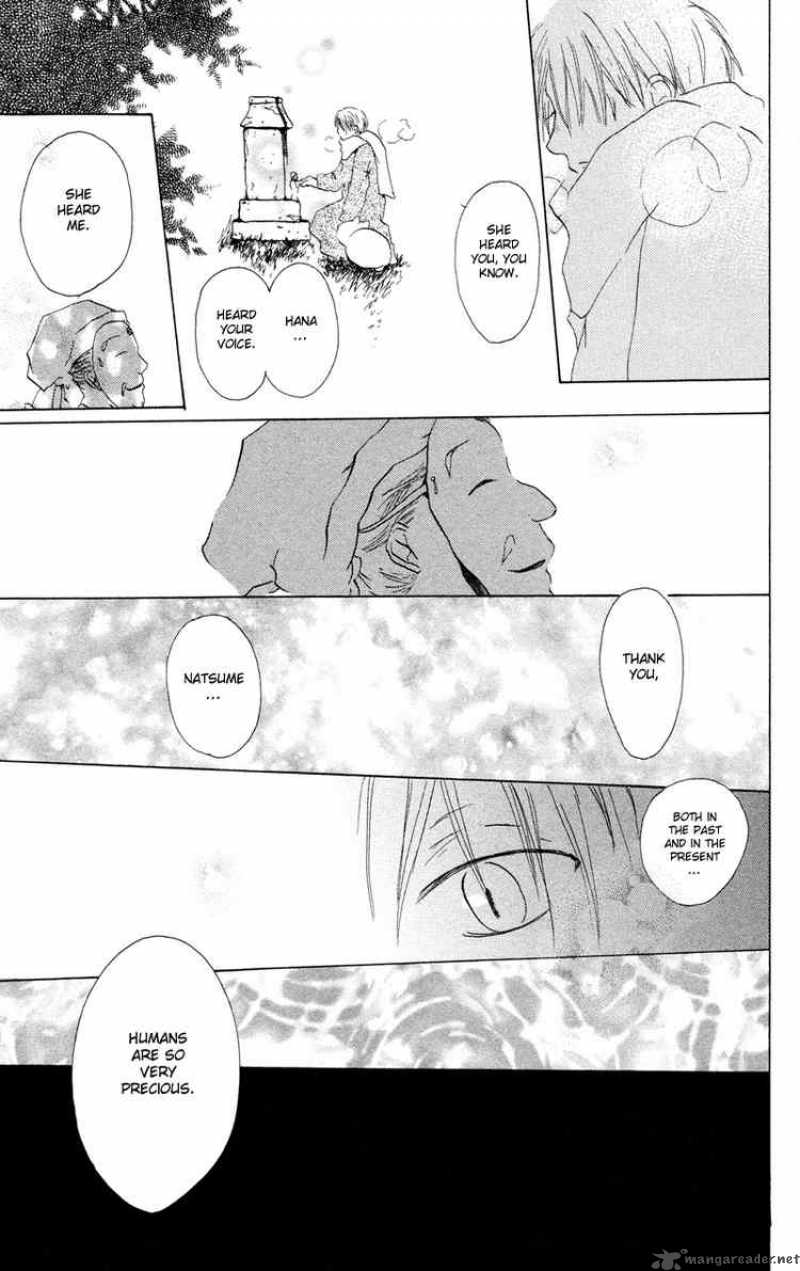 SHE
HEARD
YOU, YOU
KNOW.
HANA
...
HEARD
YOUR
VOICE.
SHE
HEARD
ME.
THANK
YOU,
NATSUME
...
BOTH IN
THE PAST
AND IN THE
PRESENT
...
HUMANS
ARE SO
VERY
PRECIOUS.
mangareader.net